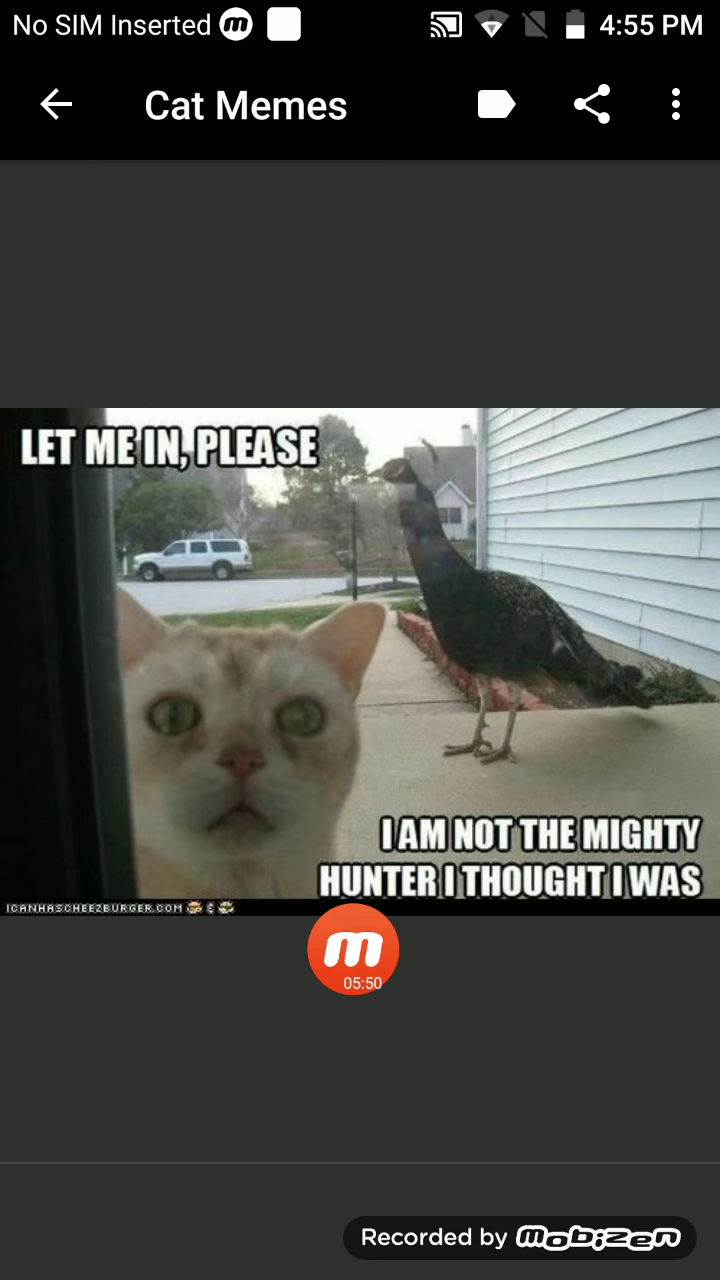 No SIM Inserted m 4:55 PM
Cat Memes
LET ME IN, PLEASE
I AM NOT THE MIGHTY
HUNTER I THOUGHT I WAS
ICANHASCHEEZBURGER.COM
m
05:50
Recorded by mobizen